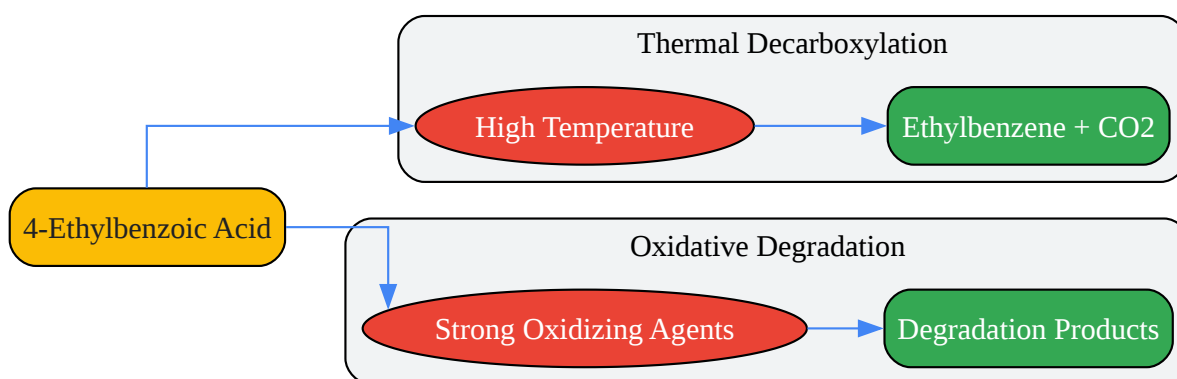 Thermal Decarboxylation
High Temperature
Ethylbenzene + CO2
4-Ethylbenzoic Acid
Oxidative Degradation
Strong Oxidizing Agents
Degradation Products